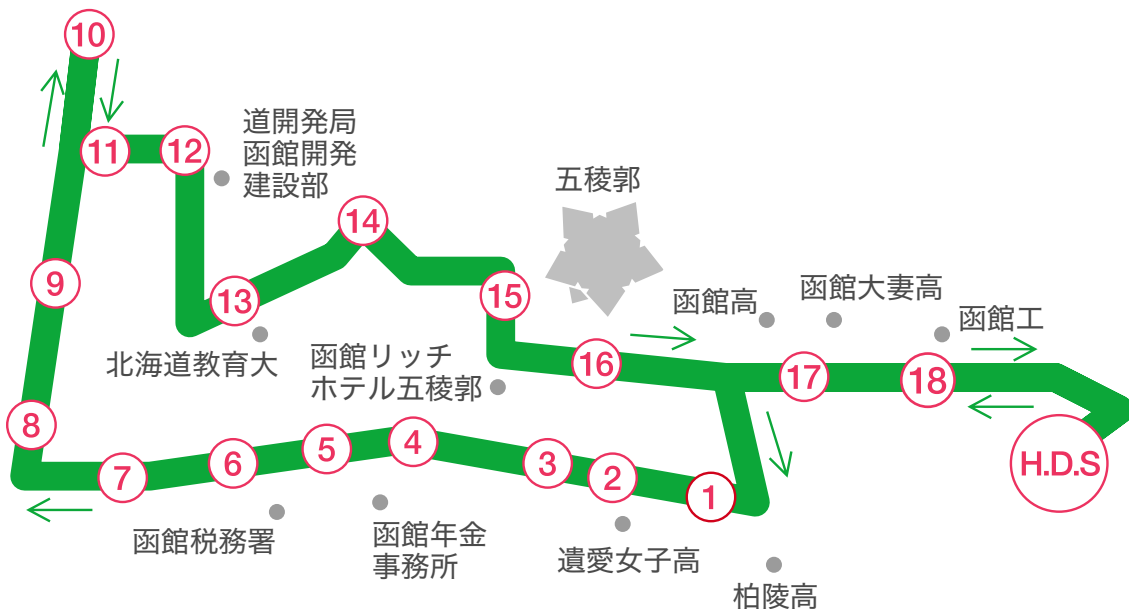 10
道開発局
函館開発
建設部
11
12
五稜郭
14
9
13
15
函館高
函館大妻高
函館工
北海道教育大
函館リッチ
ホテル五稜郭
16
17
18
8
4
5
6
7
3
2
1
H.D.S
函館税務署
函館年金
事務所
遺愛女子高
柏陵高